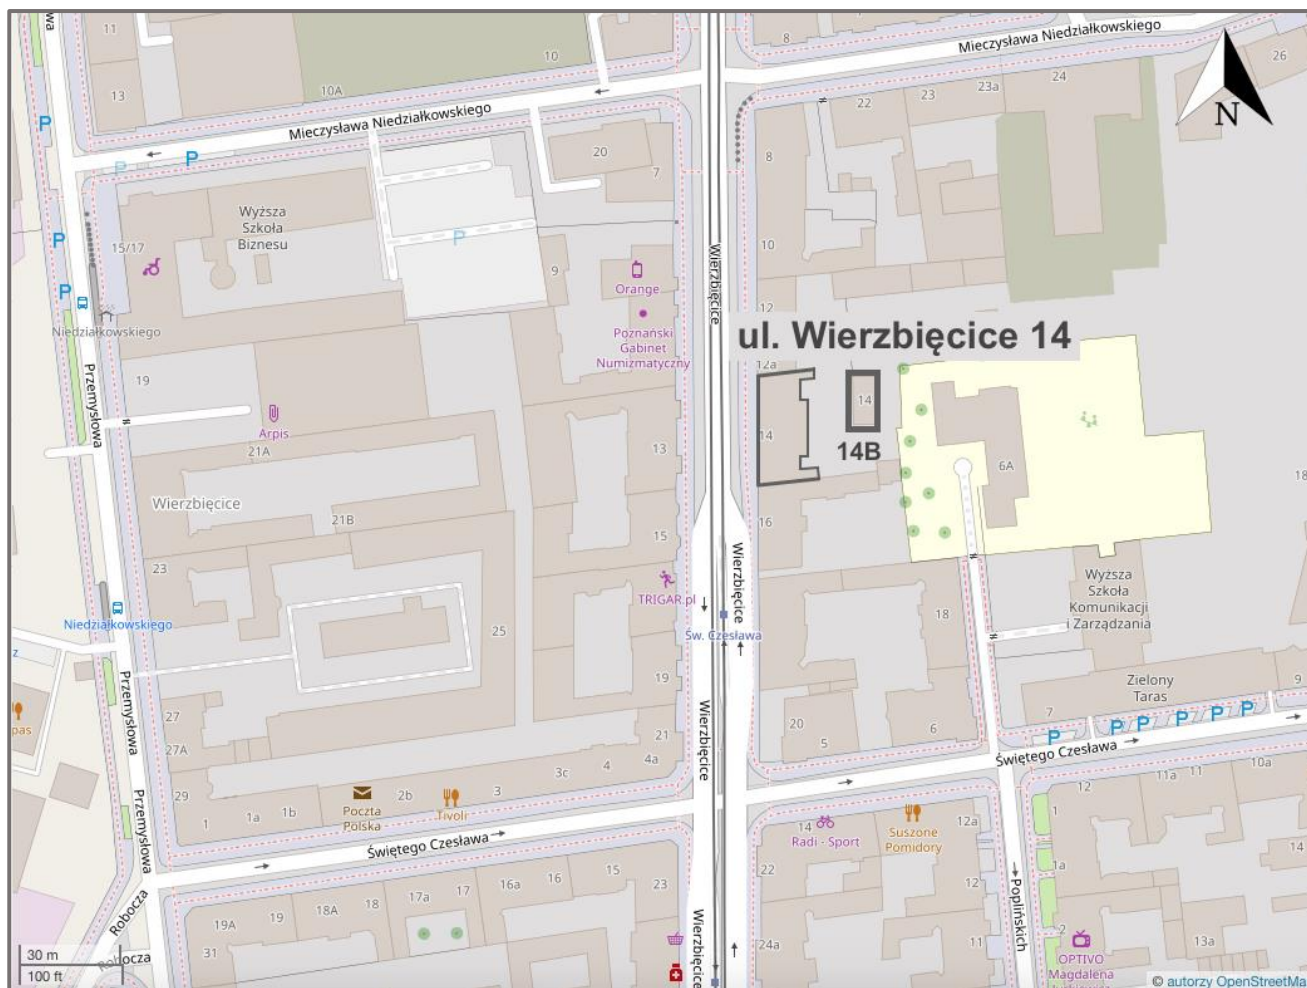 wa
11
13
10A
10
8
Mieczysława Niedziałkowskiego
26
24
23a
23
22
N
P
Mieczysława Niedziałkowskiego
P
P
20
7
8
Wyższa
Szkoła
Biznesu
15/17
P
P
P
9
10
Wierzbięcice
Orange
12
Niedziałkowskiego
Poznański
Gabinet
Numizmatyczny
ul. Wierzbięcice 14
12a
19
Przemysłowa
Arpis
14
14
14B
21A
13
6A
18
Wierzbięcice
21B
16
15
23
Wierzbięcice
TRIGAR.pl
Wyższa
Szkoła
Komunikacji
i Zarządzania
Niedziałkowskiego
25
18
Św. Czesława
z
Przemysłowa
19
Zielony
Taras
9
pas
27
Wierzbięcice
20
5
6
7
P
P
P
P
P
P
27A
21
Świętego Czesława
3c
4
4a
29
Przemysłowa
1
1a
1b
Poczta
Polska
2b
Tivoli
3
12
11a
11
10a
14
Radi - Sport
Suszone
Pomidory
12a
1
Świętego Czesława
22
1a
14
Robocza
19A
19
18A
18
17a
17
16a
16
15
23
12
Poplińskich
31
2
24a
11
13a
30 m
100 ft
Robocza
Wierzbięcice
OPTIVO
Magdalena
© autorzy OpenStreetMa